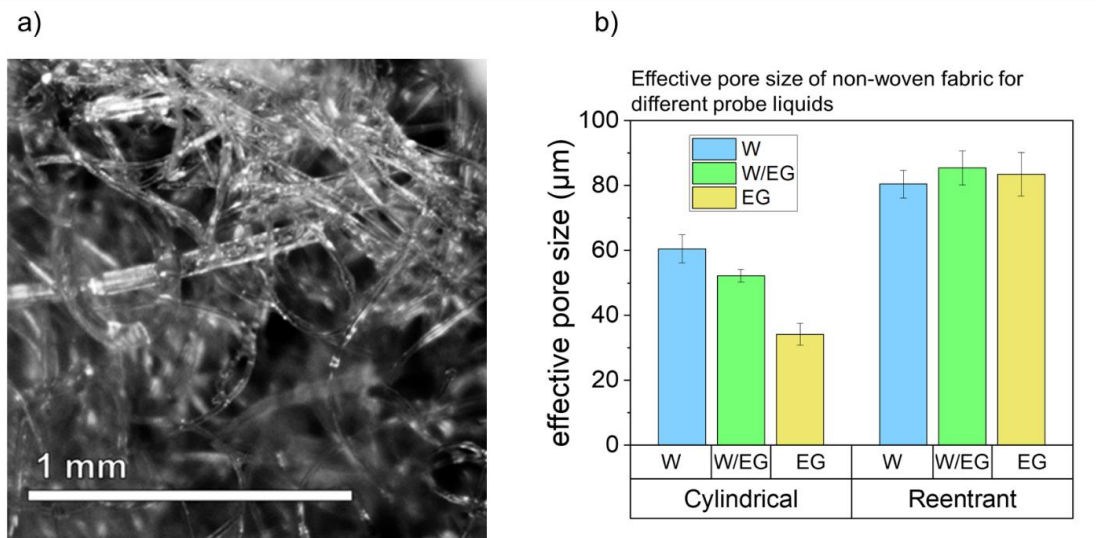 a)
b)
1 mm
Effective pore size of non-woven fabric for
different probe liquids
effective pore size (µm)
100
80
60
40
20
0
W
W/EG
EG
W W/EG EG W W/EG EG
Cylindrical Reentrant